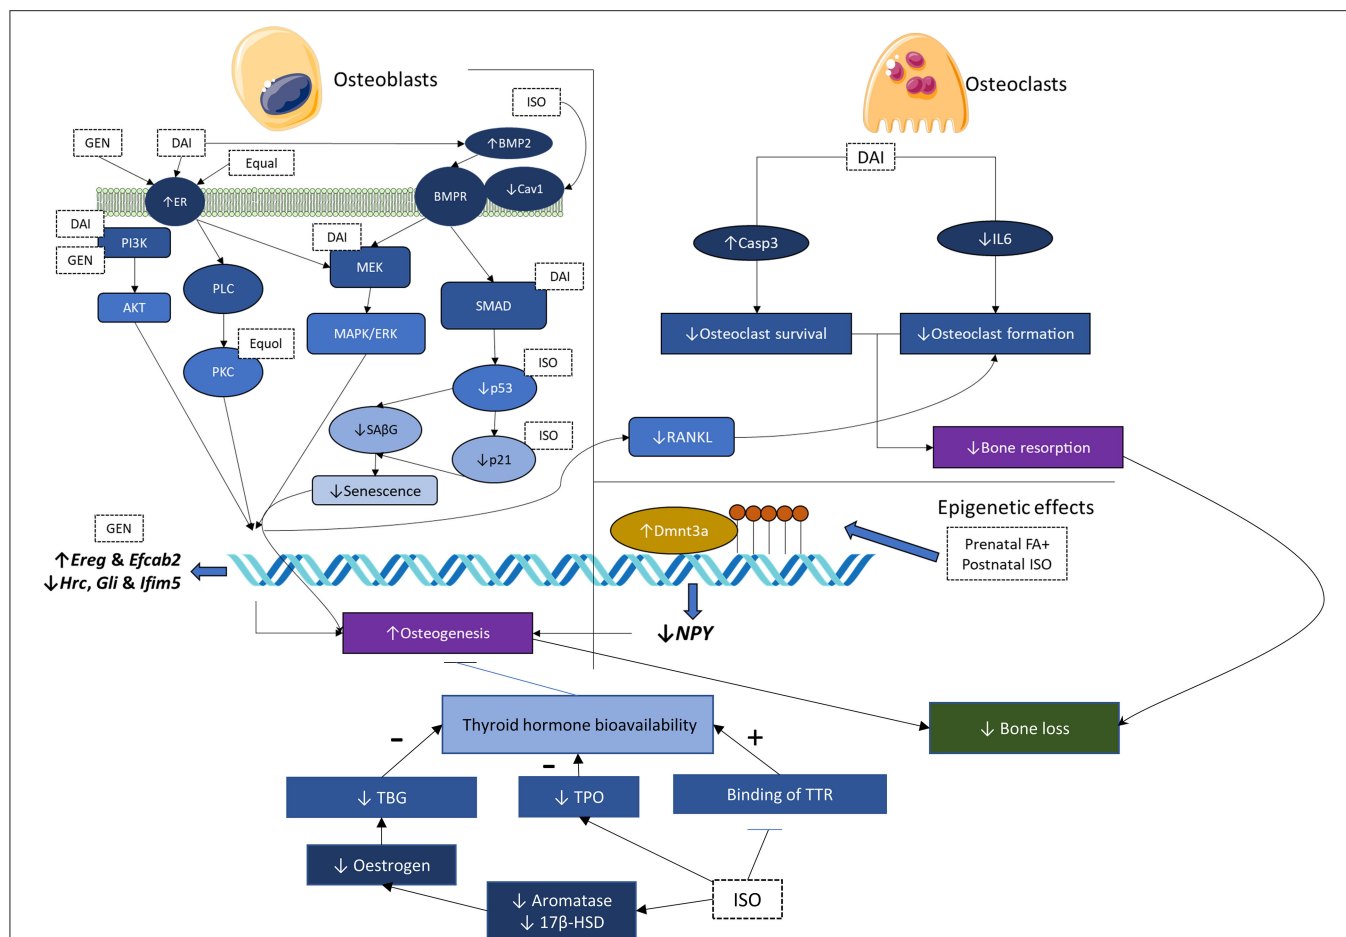 Osteoblasts
Osteoclasts
ISO
GEN
DAI
↑BMP2
Equal
DAI
↑ER
BMPR
↓Cav1
DAI
PI3K
GEN
DAI
MEK
↑Casp3
↓IL6
PLC
DAI
SMAD
AKT
MAPK/ERK
↓Osteoclast survival
↓Osteoclast formation
Equol
PKC
ISO
↓p53
↓SAβG
ISO
↓p21
↓RANKL
↓Bone resorption
↓Senescence
Epigenetic effects
GEN
↑Dmnt3a
Prenatal FA+
Postnatal ISO
↑Ereg & Efcab2
↓Hrc, Gli & Ifim5
↑Osteogenesis
↓NPY
Thyroid hormone bioavailability
↓ Bone loss
-
-
+
↓ TBG
↓ TPO
Binding of TTR
↓ Oestrogen
↓ Aromatase
↓ 17β-HSD
ISO